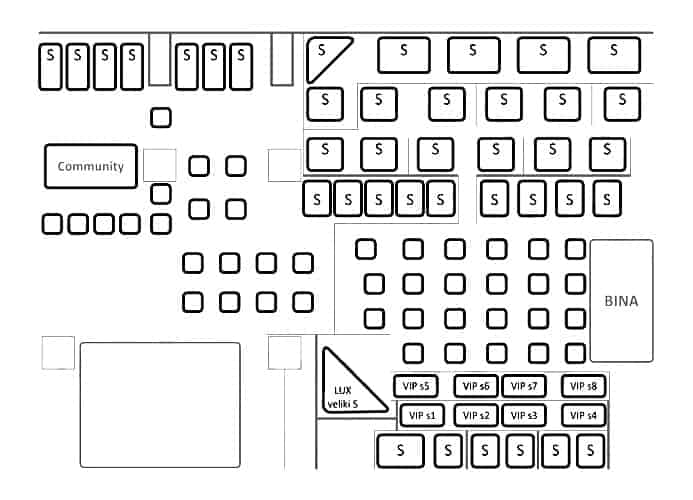 S S S S S S S S S S S S
S S S S S S
S S S S S S
Community
S S S S S S S S S
BINA
VIP s5 VIP s6 VIP s7 VIP s8
LUX
veliki S
VIP s1 VIP s2 VIP s3 VIP s4
S S S S S S